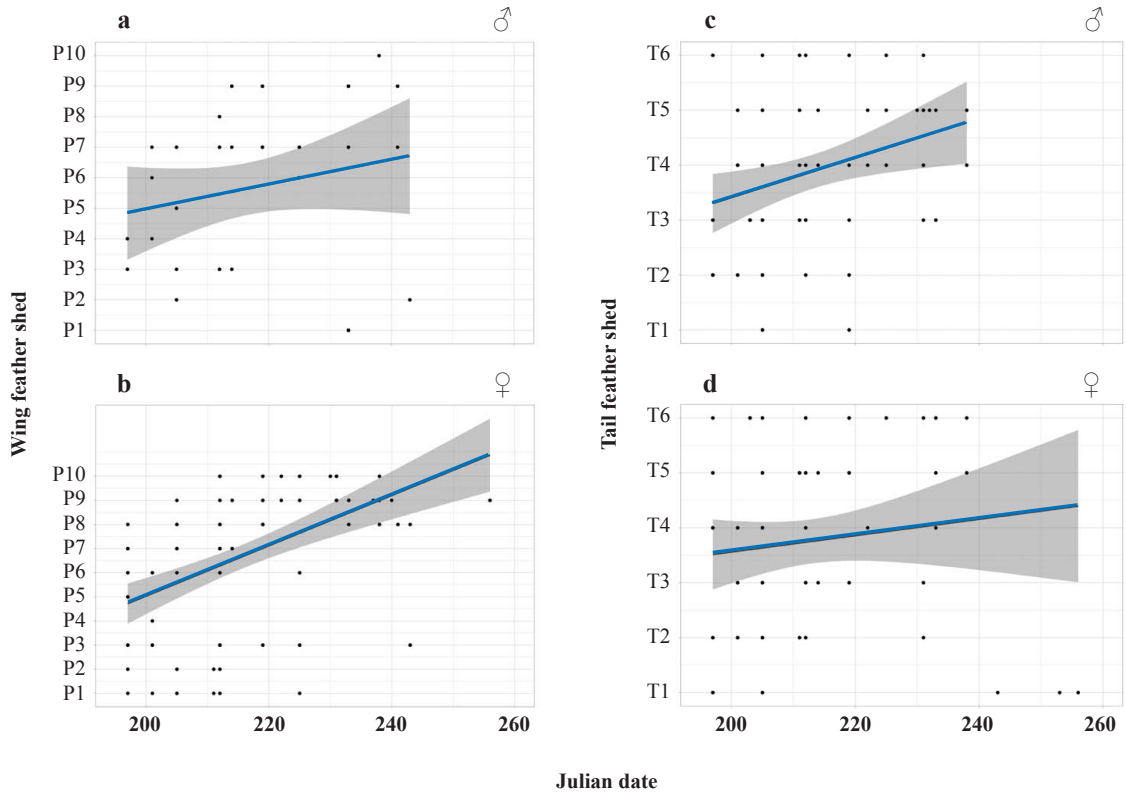 a
♂
P10
P9
P8
P7
P6
P5
P4
P3
P2
P1
b
♀
P10
P9
P8
P7
P6
P5
P4
P3
P2
P1
200
220
240
260
Wing feather shed
c
♂
T6
T5
T4
T3
T2
T1
d
♀
T6
T5
T4
T3
T2
T1
200
220
240
260
Tail feather shed
Julian date